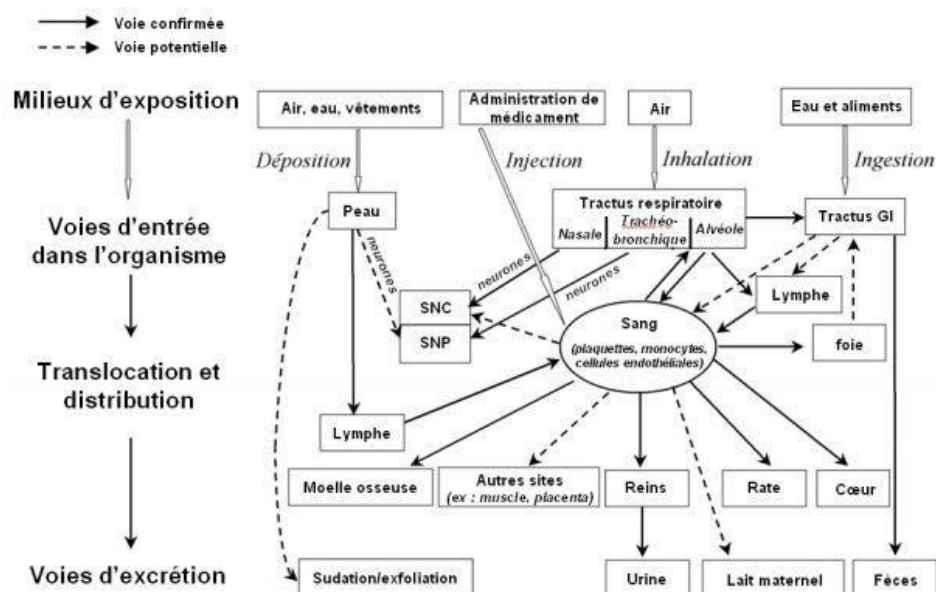 Voie confirmée
Voie potentielle
Milieux d'exposition
Air, eau, vêtements
Administration de
médicament
Air
Eau et aliments
Déposition
Injection
Inhalation
Ingestion
Voies d'entrée
dans l'organisme
Peau
Tractus respiratoire
Nasale
Trachéo-
bronchique
Alvéole
Tractus GI
neurones
neurones
neurones
SNC
SNP
Lymphe
Sang
(plaquettes, monocytes,
cellules endothéliales)
foie
Translocation et
distribution
Lymphe
Moelle osseuse
Autres sites
(ex : muscle, placenta)
Reins
Rate
Cœur
Voies d'excrétion
Sudation/exfoliation
Urine
Lait maternel
Fèces